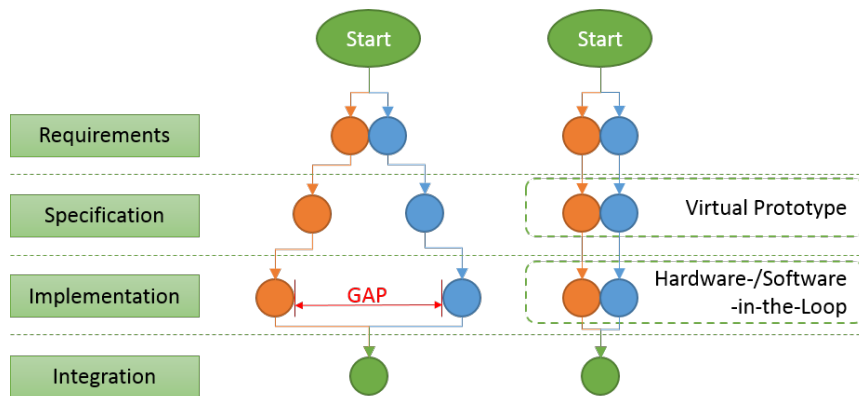 Start
Start
Requirements
Specification
Virtual Prototype
Implementation
GAP
Hardware-/Software
-in-the-Loop
Integration